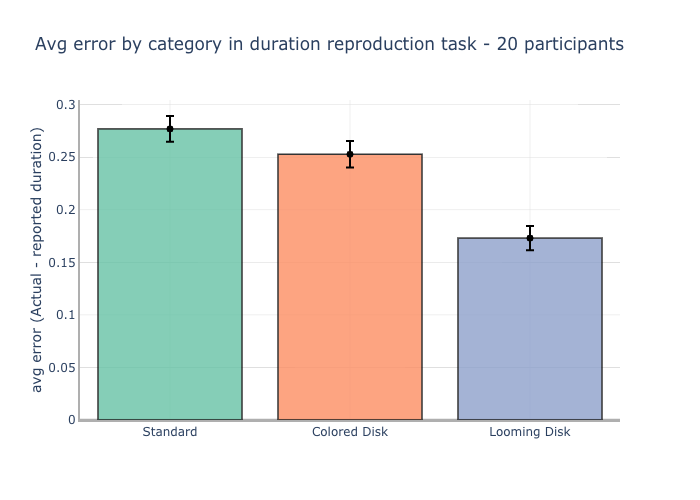 Avg error by category in duration reproduction task - 20 participants
avg error (Actual - reported duration)
0.3
0.25
0.2
0.15
0.1
0.05
0
Standard
Colored Disk
Looming Disk